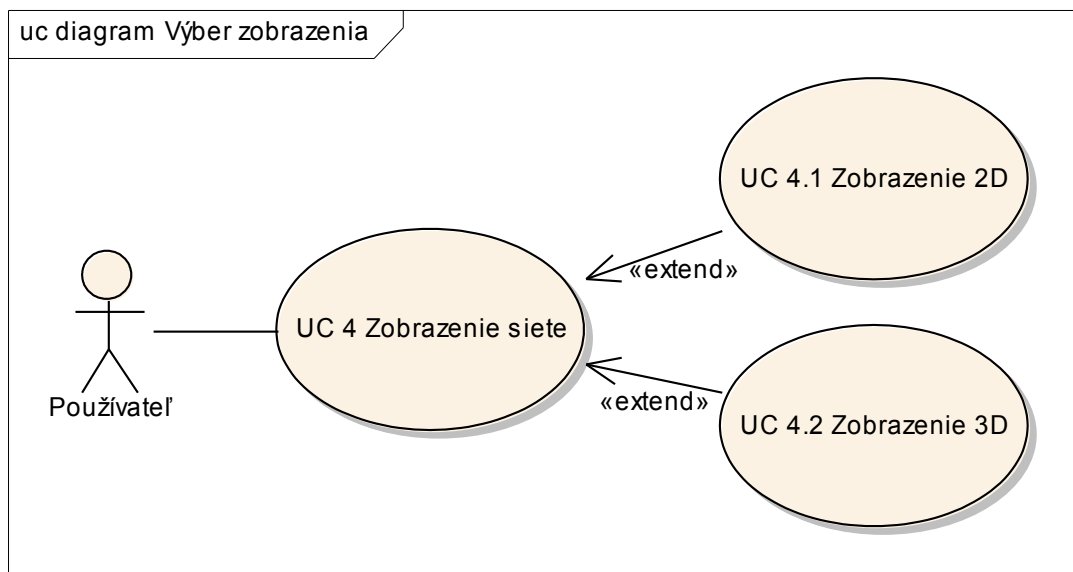 uc diagram Výber zobrazenia
UC 4.1 Zobrazenie 2D
«extend»
UC 4 Zobrazenie siete
«extend»
UC 4.2 Zobrazenie 3D
Používateľ